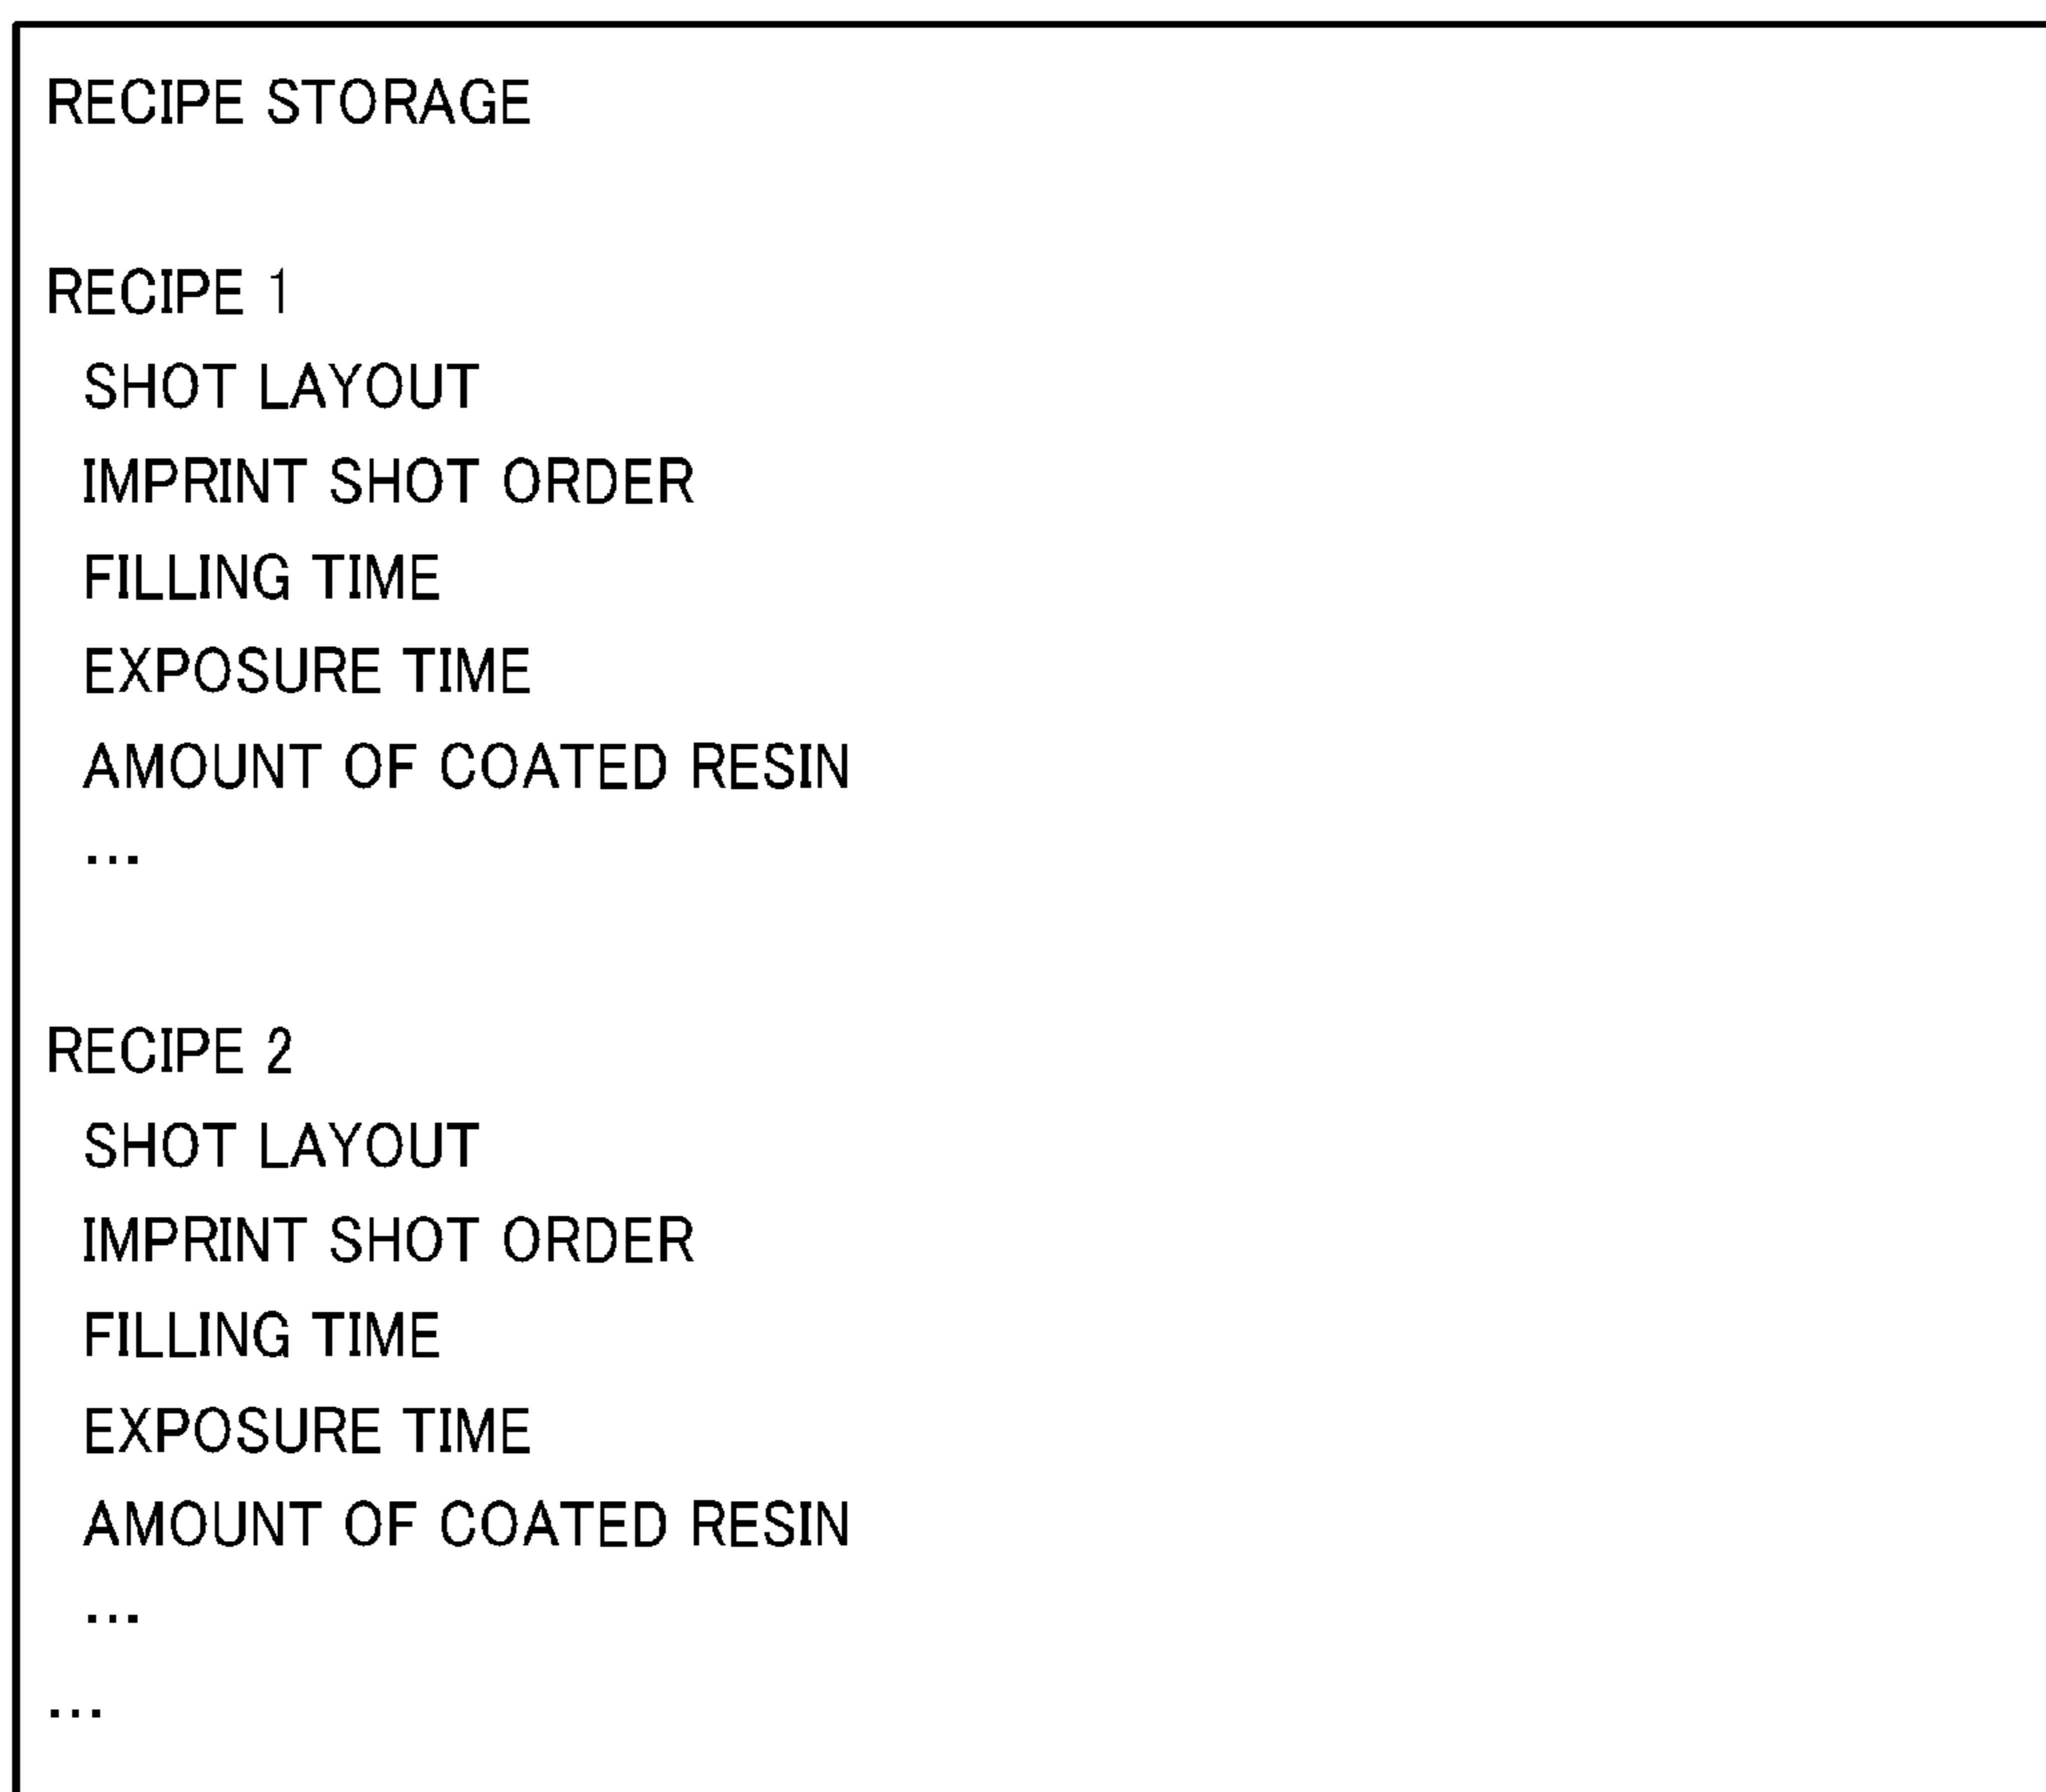 RECIPE STORAGE
RECIPE 1
SHOT LAYOUT
IMPRINT SHOT ORDER
FILLING TIME
EXPOSURE TIME
AMOUNT OF COATED RESIN
...
RECIPE 2
SHOT LAYOUT
IMPRINT SHOT ORDER
FILLING TIME
EXPOSURE TIME
AMOUNT OF COATED RESIN
...
...